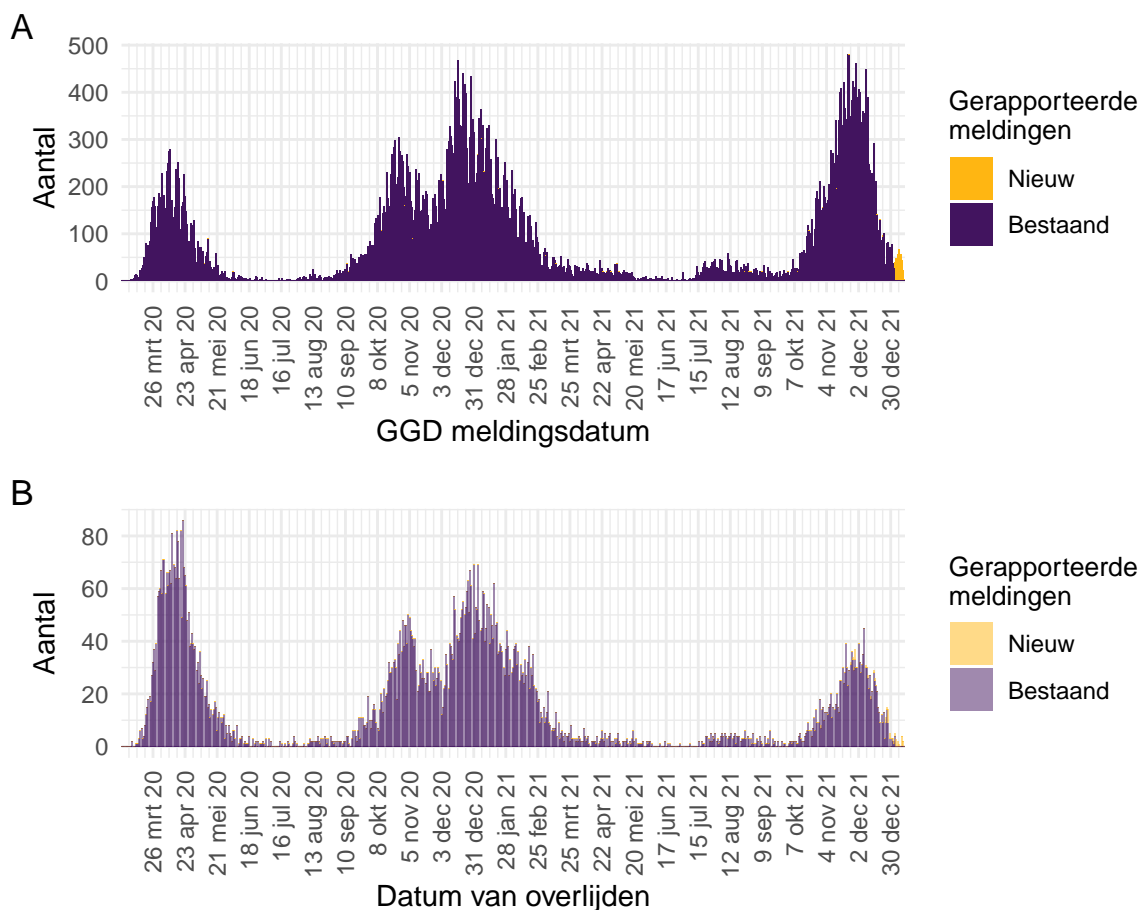 A
500
400
300
200
100
0
Aantal
26 mrt 20
23 apr 20
21 mei 20
18 jun 20
16 jul 20
13 aug 20
10 sep 20
8 okt 20
5 nov 20
3 dec 20
31 dec 20
28 jan 21
25 feb 21
25 mrt 21
22 apr 21
20 mei 21
17 jun 21
15 jul 21
12 aug 21
9 sep 21
7 okt 21
4 nov 21
2 dec 21
30 dec 21
GGD meldingsdatum
Gerapporteerde
meldingen
Nieuw
Bestaand
B
80
60
40
20
0
Aantal
26 mrt 20
23 apr 20
21 mei 20
18 jun 20
16 jul 20
13 aug 20
10 sep 20
8 okt 20
5 nov 20
3 dec 20
31 dec 20
28 jan 21
25 feb 21
25 mrt 21
22 apr 21
20 mei 21
17 jun 21
15 jul 21
12 aug 21
9 sep 21
7 okt 21
4 nov 21
2 dec 21
30 dec 21
Datum van overlijden
Gerapporteerde
meldingen
Nieuw
Bestaand